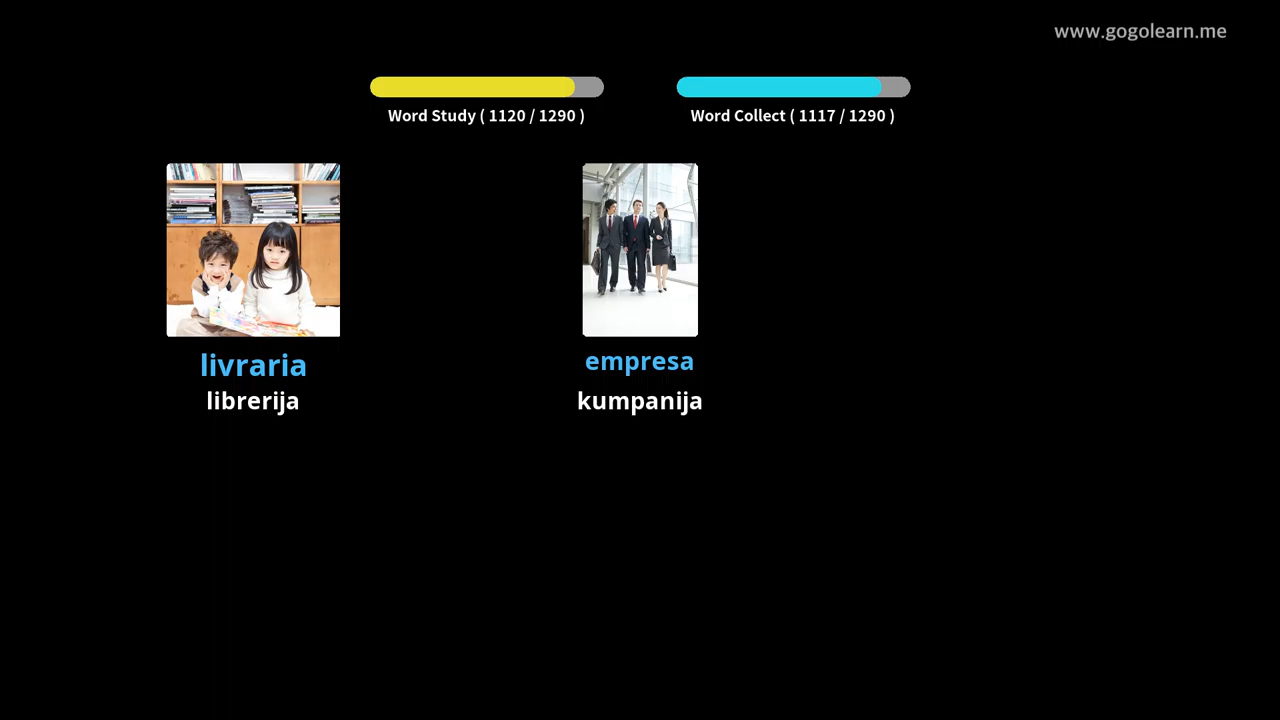 www.gogolearn.me
Word Study ( 1120 / 1290 )
Word Collect ( 1117 / 1290 )
livraria
librerija
empresa
kumpanija